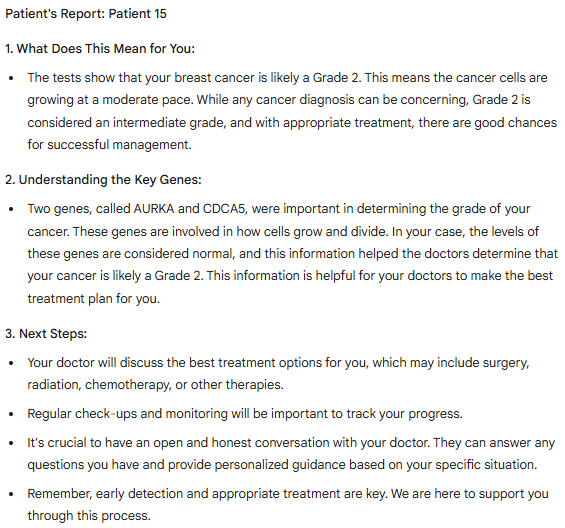 Patient's Report: Patient 15
1. What Does This Mean for You:
• The tests show that your breast cancer is likely a Grade 2. This means the cancer cells are
growing at a moderate pace. While any cancer diagnosis can be concerning, Grade 2 is
considered an intermediate grade, and with appropriate treatment, there are good chances
for successful management.
2. Understanding the Key Genes:
• Two genes, called AURKA and CDCA5, were important in determining the grade of your
cancer. These genes are involved in how cells grow and divide. In your case, the levels of
these genes are considered normal, and this information helped the doctors determine that
your cancer is likely a Grade 2. This information is helpful for your doctors to make the best
treatment plan for you.
3. Next Steps:
• Your doctor will discuss the best treatment options for you, which may include surgery,
radiation, chemotherapy, or other therapies.
• Regular check-ups and monitoring will be important to track your progress.
• It's crucial to have an open and honest conversation with your doctor. They can answer any
questions you have and provide personalized guidance based on your specific situation.
• Remember, early detection and appropriate treatment are key. We are here to support you
through this process.